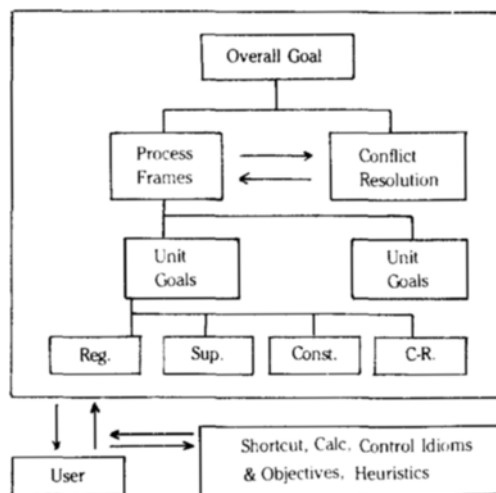 Overall Goal
Process
Frames
Conflict
Resolution
Unit
Goals
Unit
Goals
Reg.
Sup.
Const.
C-R.
User
Shortcut, Calc, Control Idioms
& Objectives, Heuristics